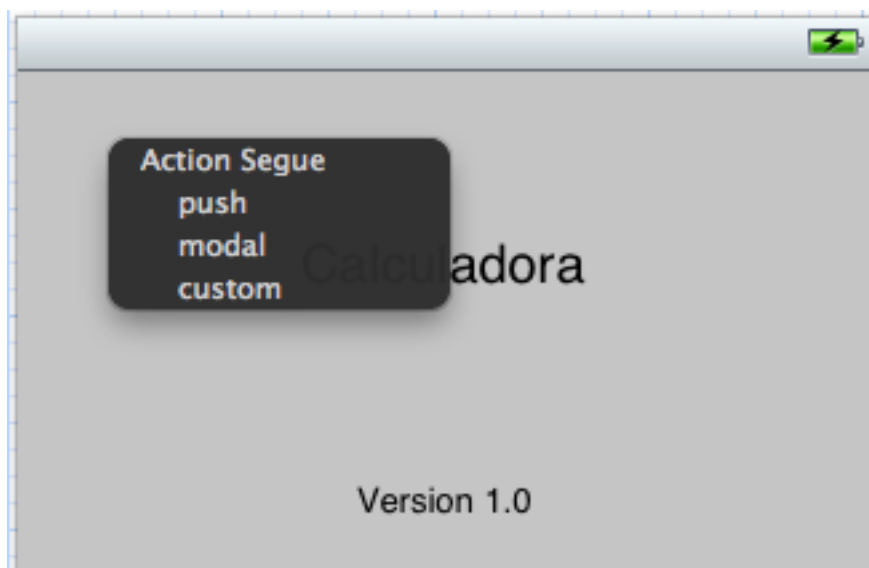 Action Segue
push
modal
custom
Calculadora
Version 1.0